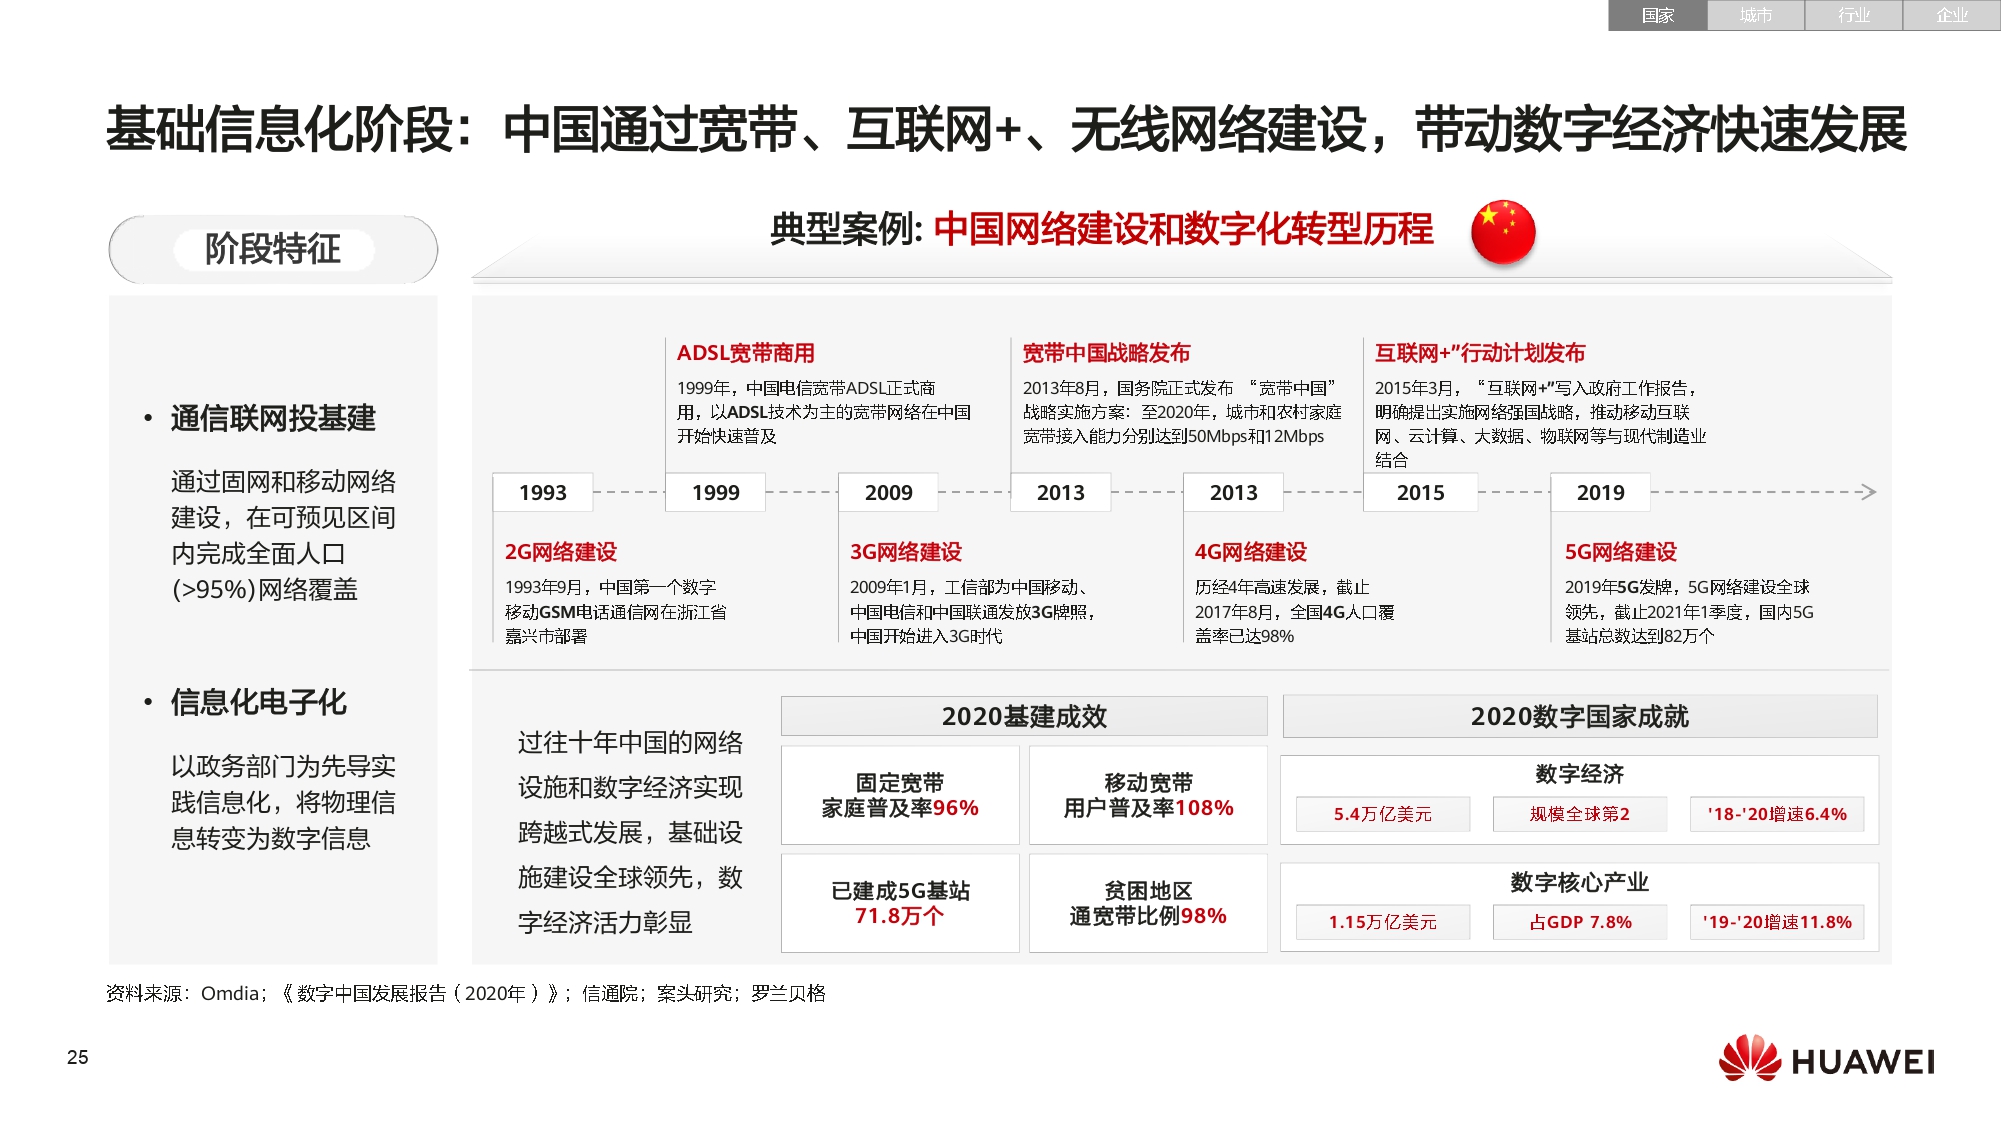 国家 城市 行业 企业
基础信息化阶段：中国通过宽带、互联网+、无线网络建设，带动数字经济快速发展
阶段特征
• 通信联网投基建
通过固网和移动网络
建设，在可预见区间
内完成全面人口
(>95%)网络覆盖
• 信息化电子化
以政务部门为先导实
践信息化，将物理信
息转变为数字信息
典型案例: 中国网络建设和数字化转型历程
ADSL宽带商用
1999年，中国电信宽带ADSL正式商
用，以ADSL技术为主的宽带网络在中国
开始快速普及
宽带中国战略发布
2013年8月，国务院正式发布 “宽带中国”
战略实施方案：至2020年，城市和农村家庭
宽带接入能力分别达到50Mbps和12Mbps
互联网+”行动计划发布
2015年3月，“互联网+”写入政府工作报告，
明确提出实施网络强国战略，推动移动互联
网、云计算、大数据、物联网等与现代制造业
结合
1993 1999 2009 2013 2013 2015 2019
2G网络建设
1993年9月，中国第一个数字
移动GSM电话通信网在浙江省
嘉兴市部署
3G网络建设
2009年1月，工信部为中国移动、
中国电信和中国联通发放3G牌照，
中国开始进入3G时代
4G网络建设
历经4年高速发展，截止
2017年8月，全国4G人口覆
盖率已达98%
5G网络建设
2019年5G发牌，5G网络建设全球
领先，截止2021年1季度，国内5G
基站总数达到82万个
过往十年中国的网络
设施和数字经济实现
跨越式发展，基础设
施建设全球领先，数
字经济活力彰显
2020基建成效
固定宽带
家庭普及率96%
移动宽带
用户普及率108%
已建成5G基站
71.8万个
贫困地区
通宽带比例98%
2020数字国家成就
数字经济
5.4万亿美元 规模全球第2 '18-'20增速6.4%
数字核心产业
1.15万亿美元 占GDP 7.8% '19-'20增速11.8%
资料来源：Omdia；《数字中国发展报告（2020年）》；信通院；案头研究；罗兰贝格
25
HUAWEI